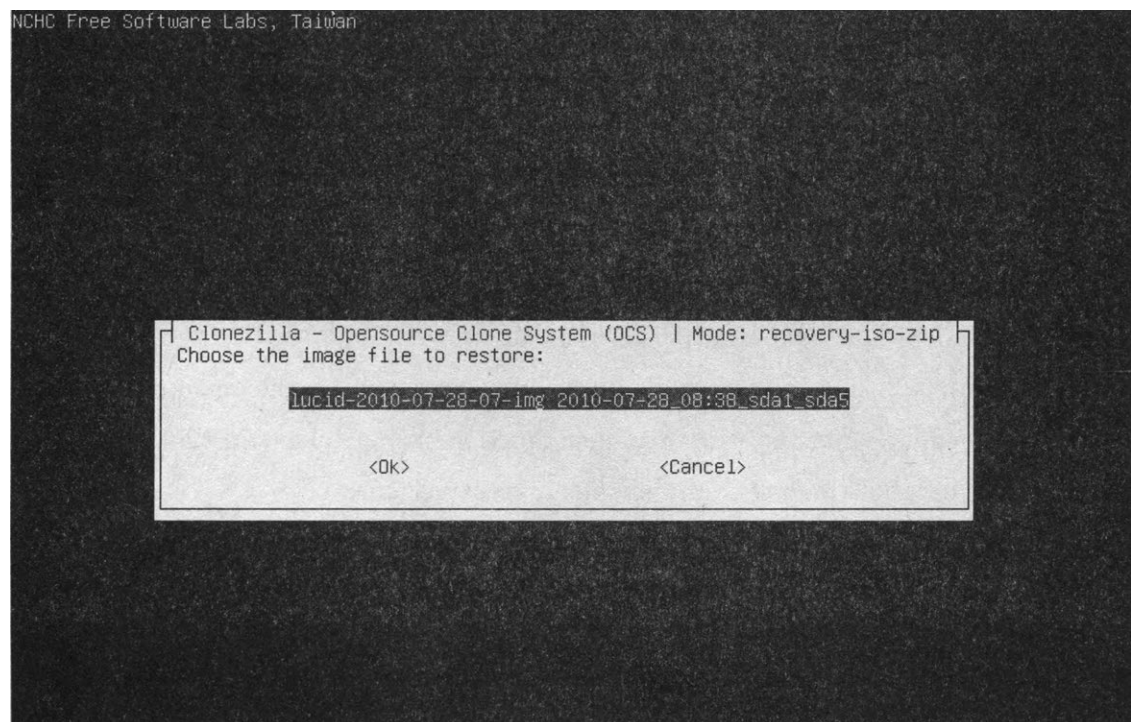 NCHC Free Software Labs, Taiwan
Clonezilla - Opensource Clone System (OCS) | Mode: recovery-iso-zip
Choose the image file to restore:
lucid-2010-07-28-07-img 2010-07-28_08:38_sda1_sda5
<Ok> <Cancel>